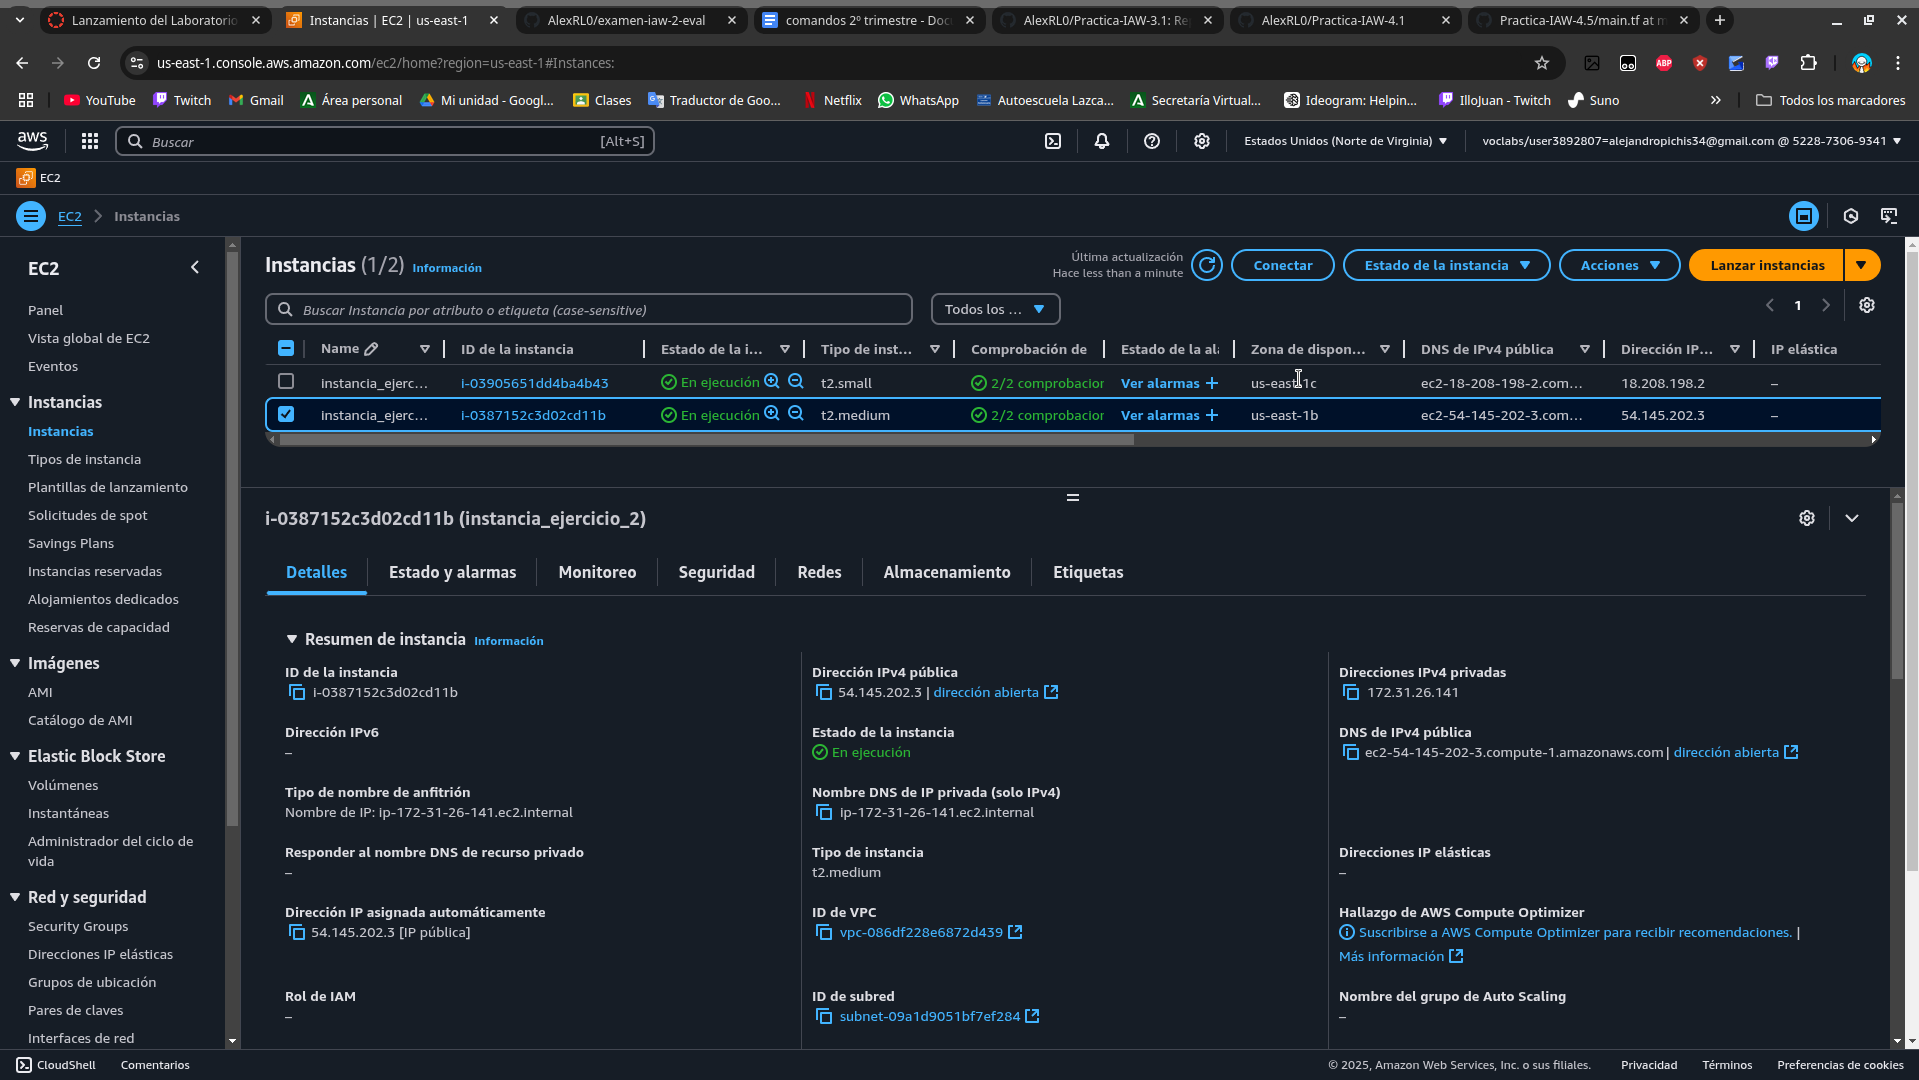 Lanzamiento del Laboratorio
Instancias | EC2 | us-east-1
AlexRL0/examen-iaw-2-eval
comandos 2º trimestre - Doc
AlexRL0/Practica-IAW-3.1: Re
AlexRL0/Practica-IAW-4.1
Practica-IAW-4.5/main.tf at m
us-east-1.console.aws.amazon.com/ec2/home?region=us-east-1#Instances:
ABP
YouTube
Twitch
Gmail
Área personal
Mi unidad - Googl...
Clases
Traductor de Goo...
Netflix
WhatsApp
Autoescuela Lazca...
Secretaría Virtual...
Ideogram: Helpin...
IlloJuan - Twitch
Suno
Todos los marcadores
aws
Buscar
[Alt+S]
Estados Unidos (Norte de Virginia)
voclabs/user3892807=alejandropichis34@gmail.com @ 5228-7306-9341
EC2
EC2
Instancias
EC2
Panel
Vista global de EC2
Eventos
Instancias
Instancias
Tipos de instancia
Plantillas de lanzamiento
Solicitudes de spot
Savings Plans
Instancias reservadas
Alojamientos dedicados
Reservas de capacidad
Imágenes
AMI
Catálogo de AMI
Elastic Block Store
Volúmenes
Instantáneas
Administrador del ciclo de
vida
Red y seguridad
Security Groups
Direcciones IP elásticas
Grupos de ubicación
Pares de claves
Interfaces de red
Instancias (1/2) Información
Última actualización
Hace less than a minute
Conectar
Estado de la instancia
Acciones
Lanzar instancias
Buscar Instancia por atributo o etiqueta (case-sensitive)
Todos los ...
1
Name ID de la instancia Estado de la i... Tipo de inst... Comprobación de Estado de la al Zona de dispon... DNS de IPv4 pública Dirección IP... IP elástica
instancia_ejerc... i-03905651dd4ba4b43 En ejecución t2.small 2/2 comprobacior Ver alarmas + us-east-1c ec2-18-208-198-2.com... 18.208.198.2 –
instancia_ejerc... i-0387152c3d02cd11b En ejecución t2.medium 2/2 comprobacior Ver alarmas + us-east-1b ec2-54-145-202-3.com... 54.145.202.3 –
i-0387152c3d02cd11b (instancia_ejercicio_2)
Detalles
Estado y alarmas
Monitoreo
Seguridad
Redes
Almacenamiento
Etiquetas
Resumen de instancia Información
ID de la instancia
i-0387152c3d02cd11b
Dirección IPv4 pública
54.145.202.3 | dirección abierta
Direcciones IPv4 privadas
172.31.26.141
Dirección IPv6
–
Estado de la instancia
En ejecución
DNS de IPv4 pública
ec2-54-145-202-3.compute-1.amazonaws.com | dirección abierta
Tipo de nombre de anfitrión
Nombre de IP: ip-172-31-26-141.ec2.internal
Nombre DNS de IP privada (solo IPv4)
ip-172-31-26-141.ec2.internal
Responder al nombre DNS de recurso privado
–
Tipo de instancia
t2.medium
Direcciones IP elásticas
–
Dirección IP asignada automáticamente
54.145.202.3 [IP pública]
ID de VPC
vpc-086df228e6872d439
Hallazgo de AWS Compute Optimizer
Suscribirse a AWS Compute Optimizer para recibir recomendaciones. |
Más información
Rol de IAM
–
ID de subred
subnet-09a1d9051bf7ef284
Nombre del grupo de Auto Scaling
–
CloudShell
Comentarios
© 2025, Amazon Web Services, Inc. o sus filiales.
Privacidad
Términos
Preferencias de cookies